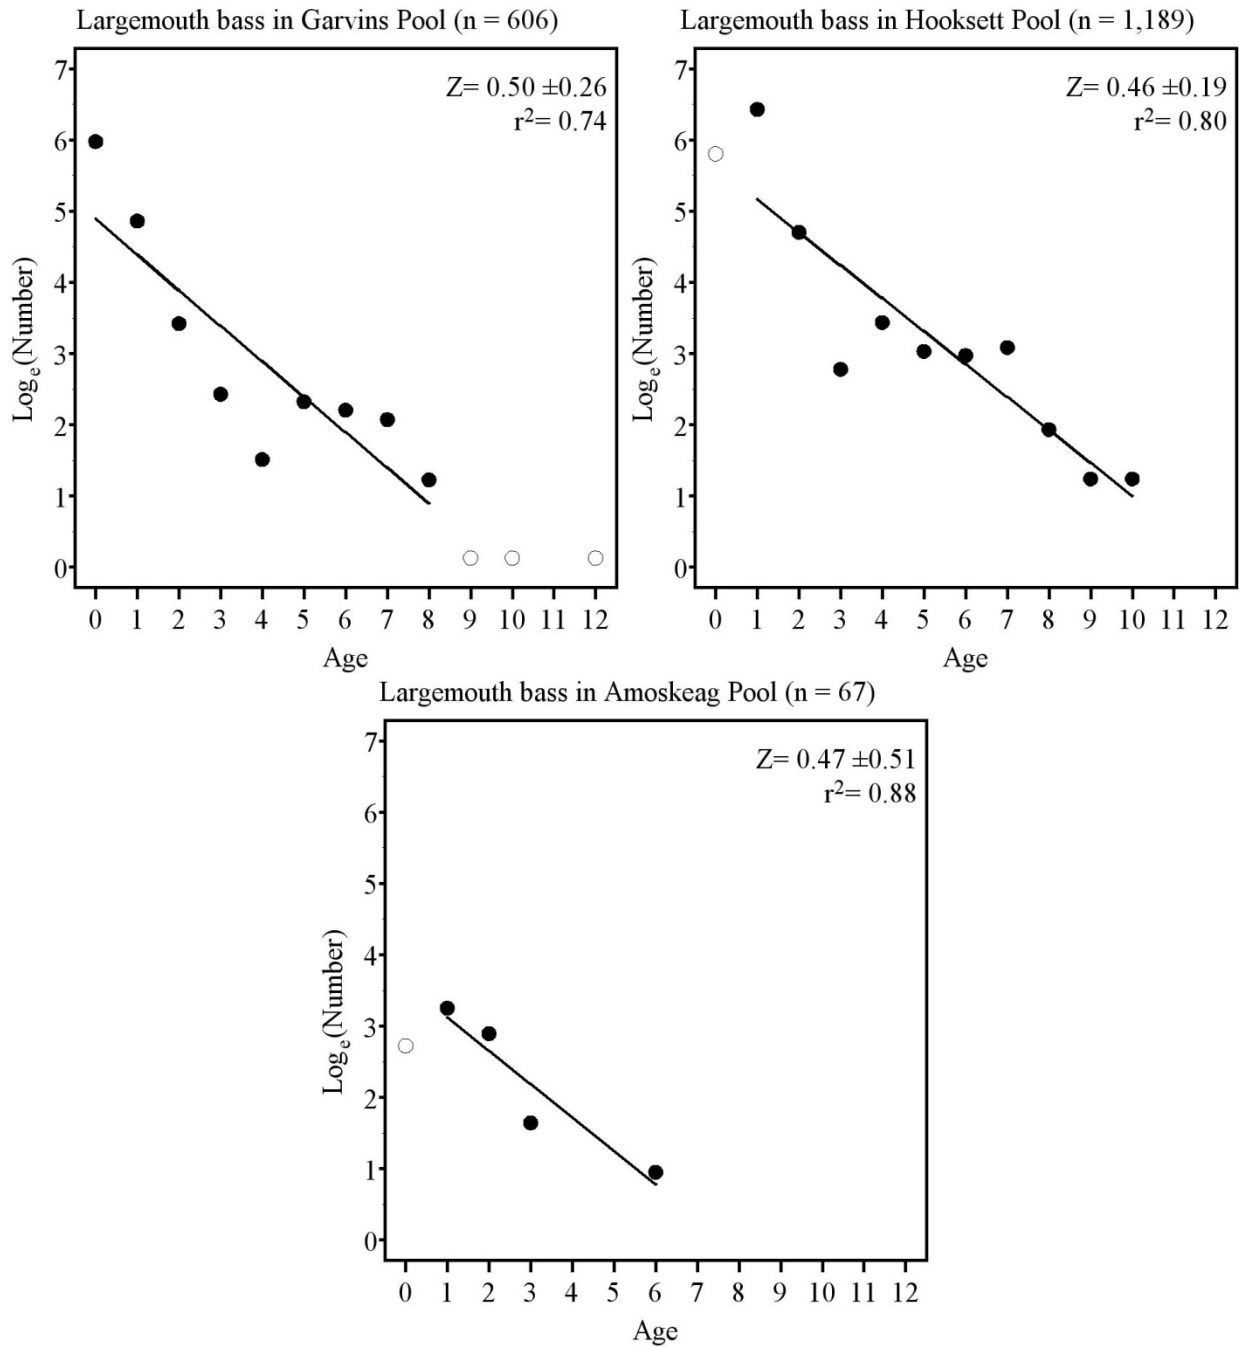 Largemouth bass in Garvins Pool (n = 606)
Z= 0.50 ±0.26
r²= 0.74
7
6
5
4
3
2
1
0
Logₑ(Number)
0 1 2 3 4 5 6 7 8 9 10 11 12
Age
Largemouth bass in Hooksett Pool (n = 1,189)
Z= 0.46 ±0.19
r²= 0.80
7
6
5
4
3
2
1
0
Logₑ(Number)
0 1 2 3 4 5 6 7 8 9 10 11 12
Age
Largemouth bass in Amoskeag Pool (n = 67)
Z= 0.47 ±0.51
r²= 0.88
7
6
5
4
3
2
1
0
Logₑ(Number)
0 1 2 3 4 5 6 7 8 9 10 11 12
Age